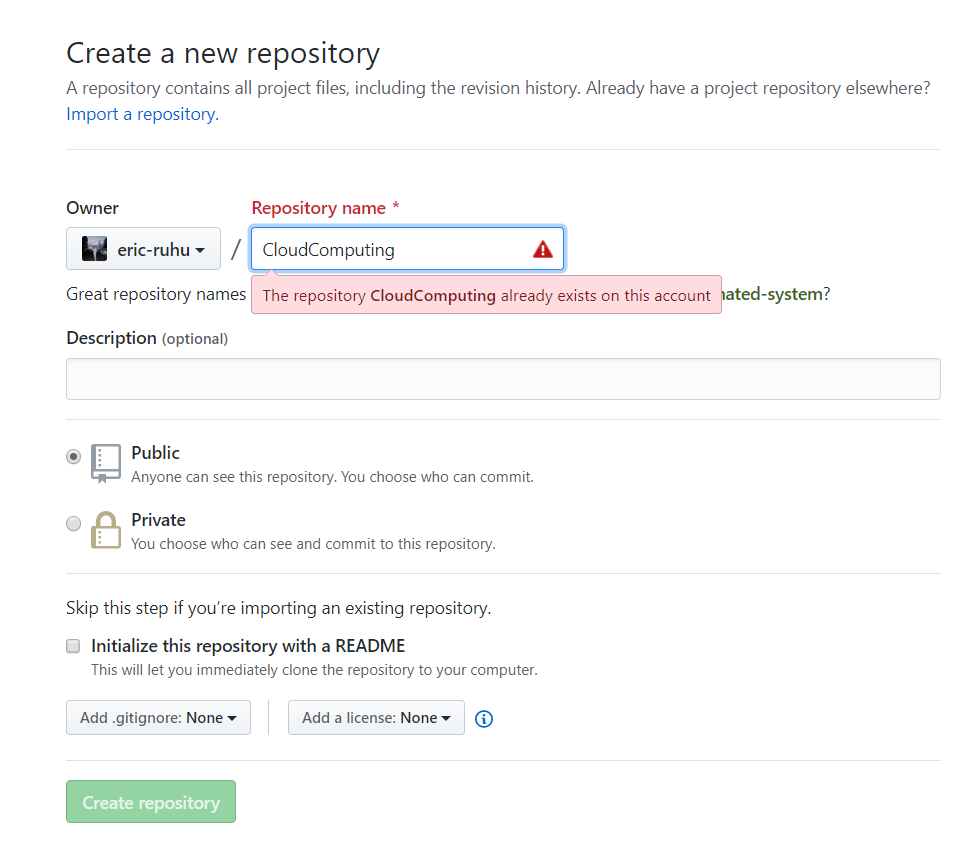 Create a new repository
A repository contains all project files, including the revision history. Already have a project repository elsewhere?
Import a repository.
Owner
Repository name *
eric-ruhu
/
CloudComputing
Great repository names
The repository CloudComputing already exists on this account
ated-system?
Description (optional)
Public
Anyone can see this repository. You choose who can commit.
Private
You choose who can see and commit to this repository.
Skip this step if you’re importing an existing repository.
Initialize this repository with a README
This will let you immediately clone the repository to your computer.
Add .gitignore: None
Add a license: None
Create repository